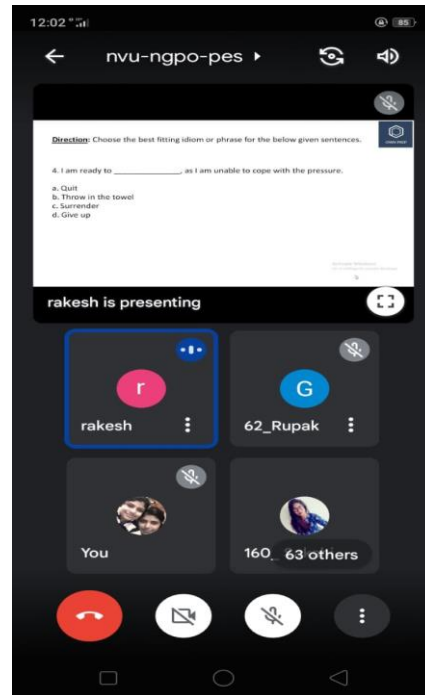 12:02
85
nvu-ngpo-pes
Direction: Choose the best fitting idiom or phrase for the below given sentences.
4. I am ready to ______________, as I am unable to cope with the pressure.
a. Quit
b. Throw in the towel
c. Surrender
d. Give up
Activate Windows
rakesh is presenting
r
rakesh
G
62_Rupak
You
160_
63 others